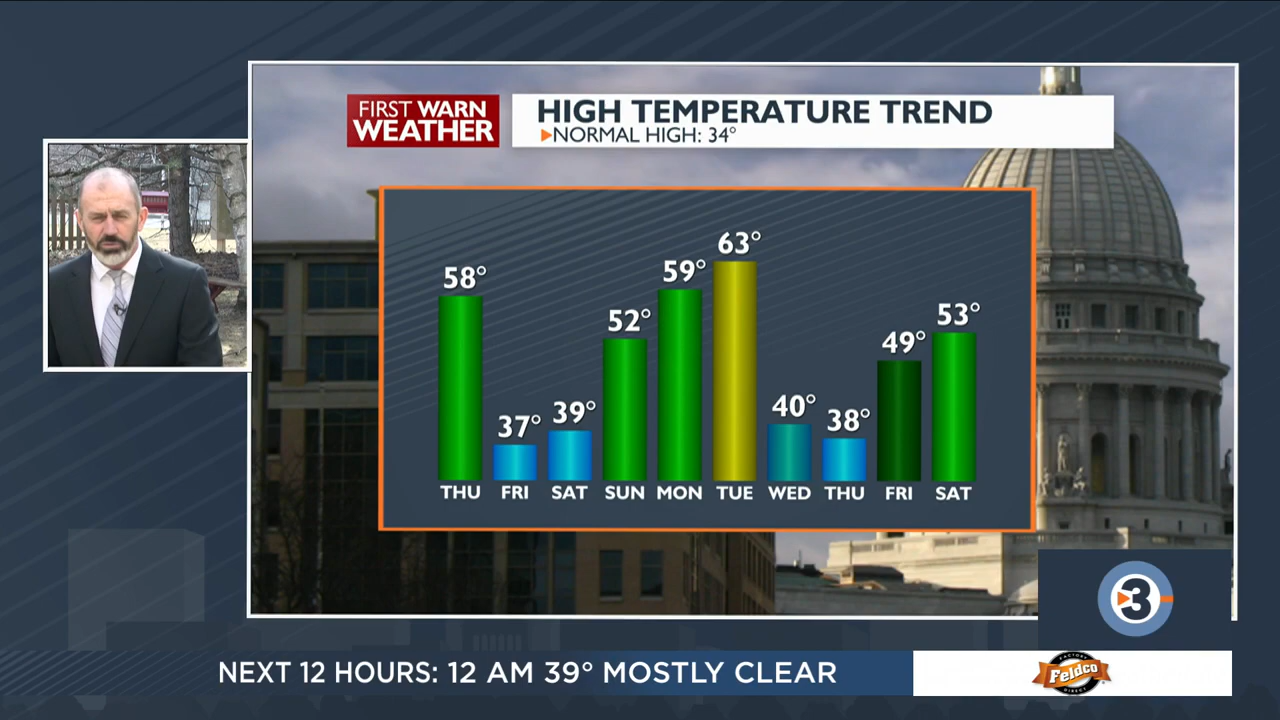 FIRST WARN
WEATHER
HIGH TEMPERATURE TREND
NORMAL HIGH: 34°
58° 37° 39° 52° 59° 63° 40° 38° 49° 53°
THU FRI SAT SUN MON TUE WED THU FRI SAT
3
NEXT 12 HOURS: 12 AM 39° MOSTLY CLEAR
FACTORY
Feldco
DIRECT